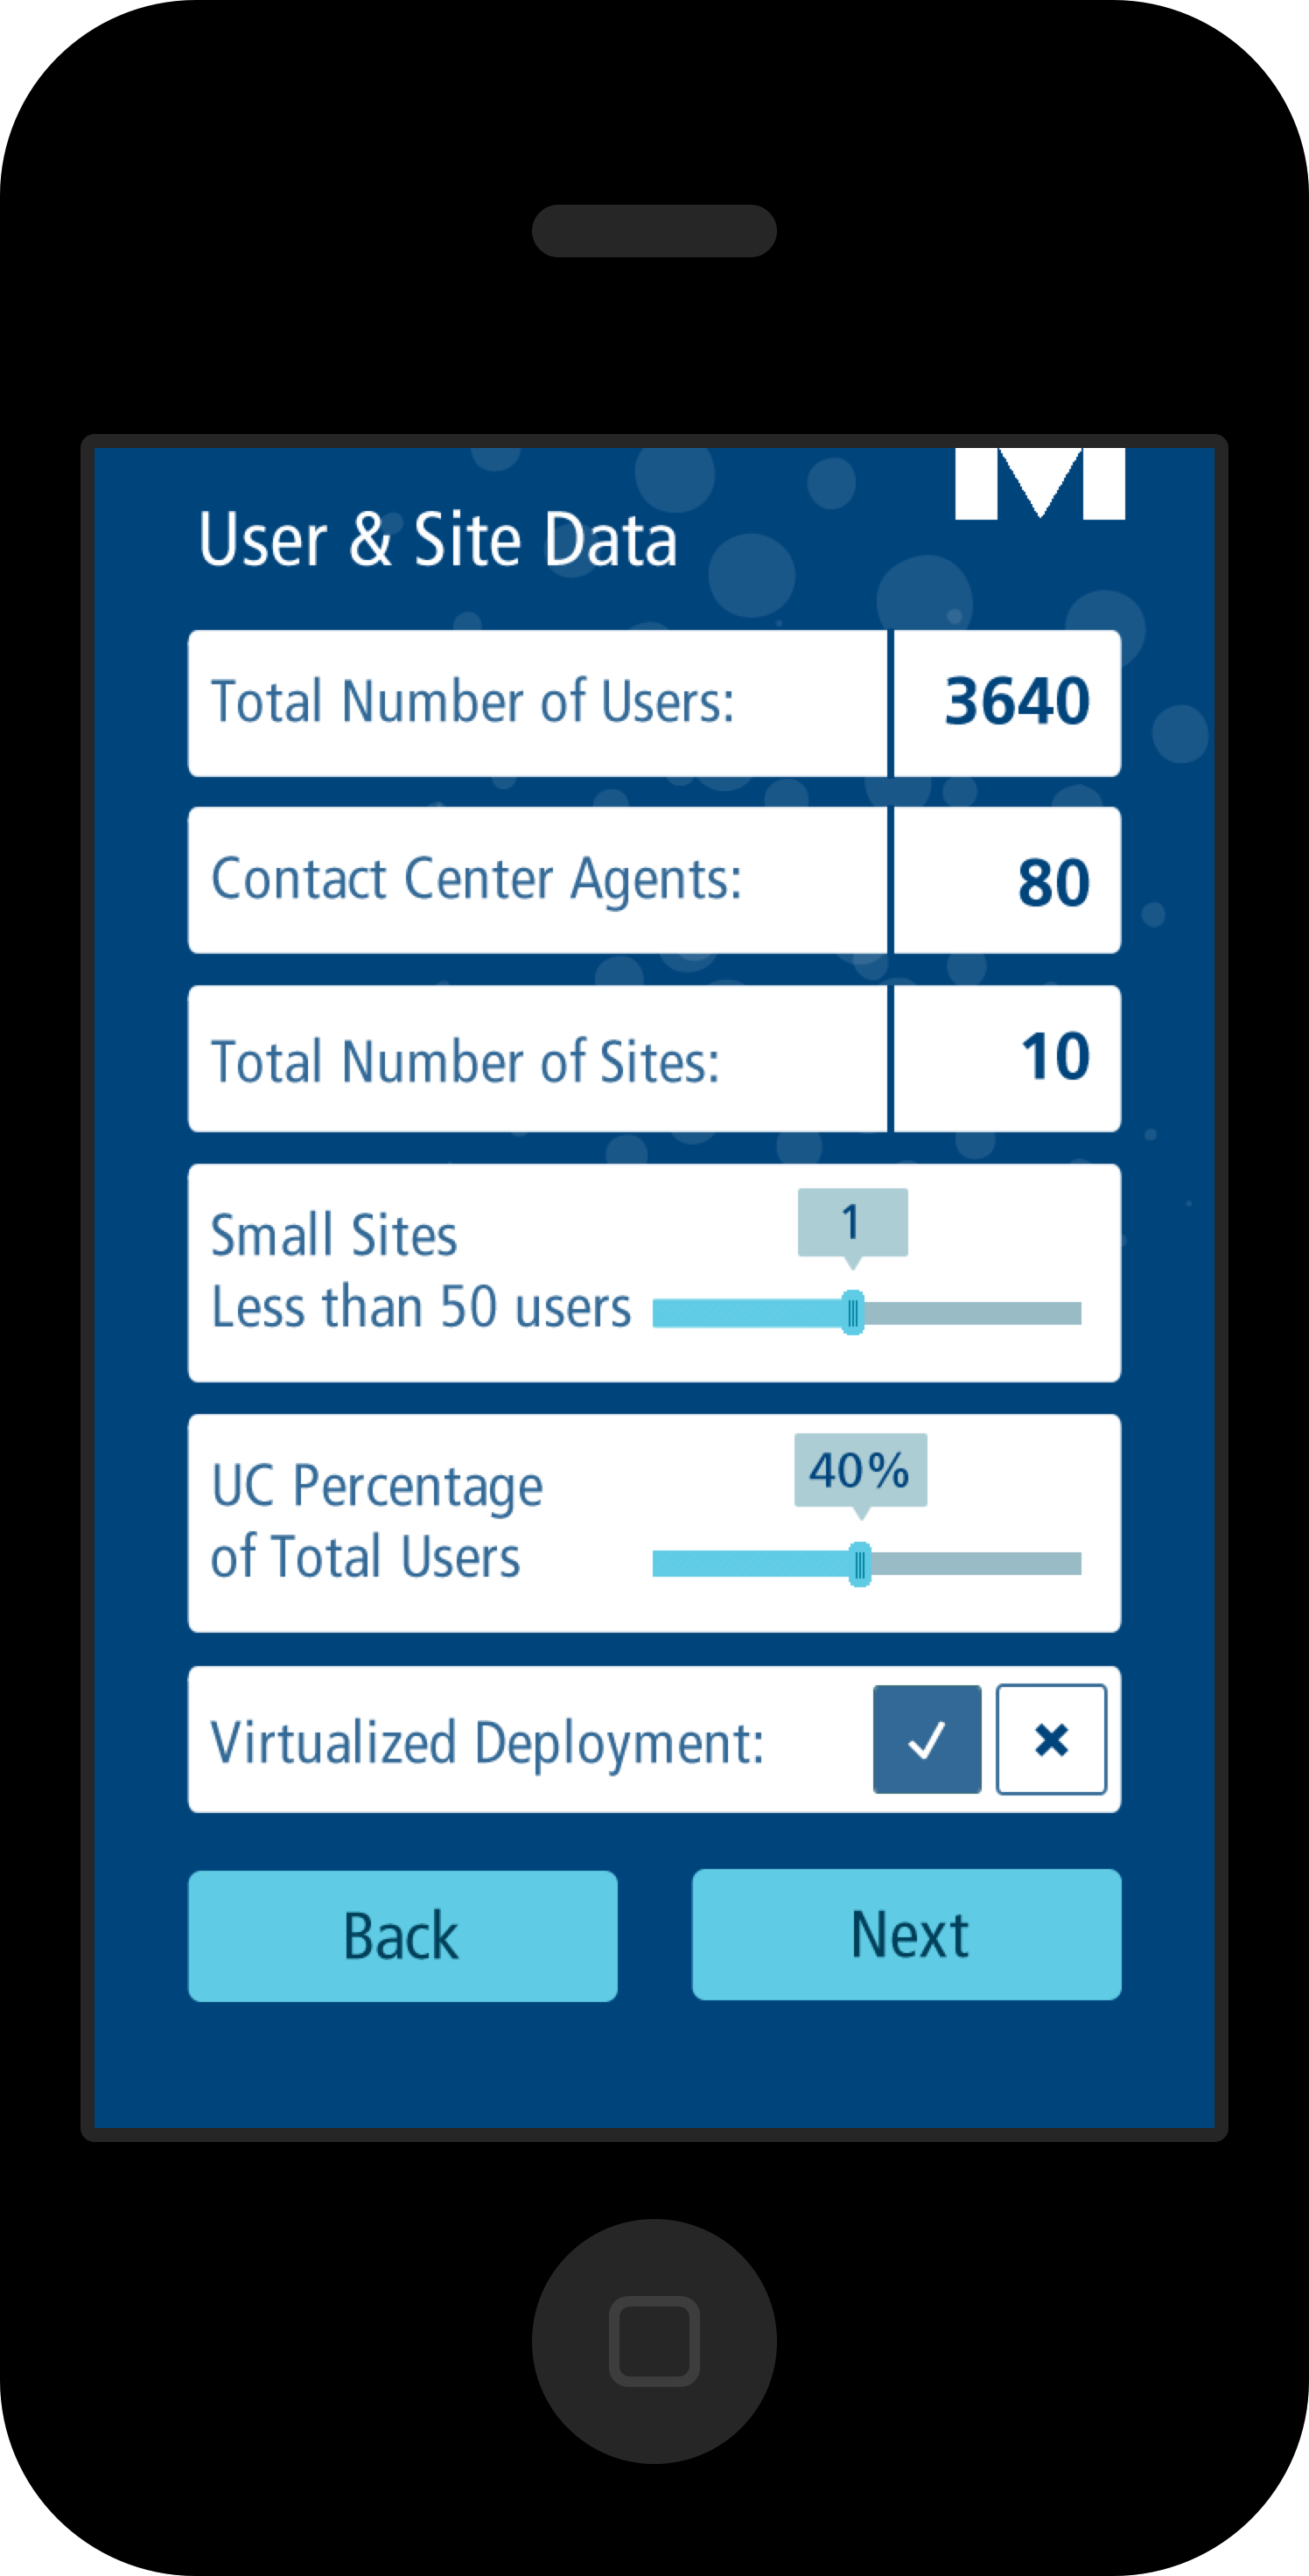 M
User & Site Data
Total Number of Users: 3640
Contact Center Agents: 80
Total Number of Sites: 10
1
Small Sites
Less than 50 users
40%
UC Percentage
of Total Users
Virtualized Deployment:
Back Next